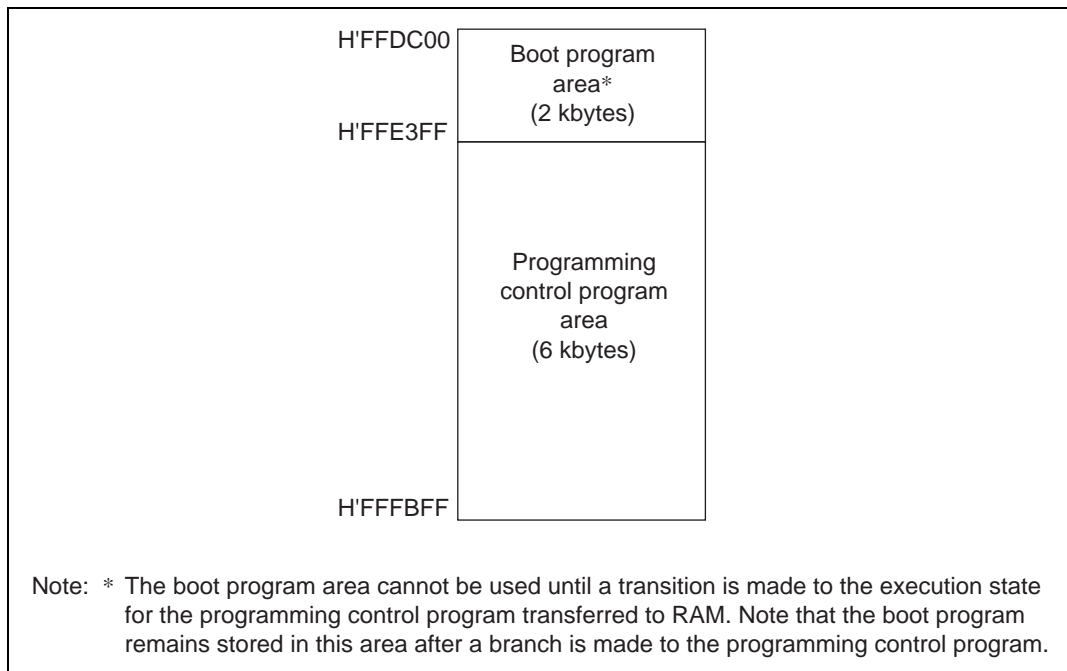 H'FFDC00
Boot program
area*
(2 kbytes)
H'FFE3FF
Programming
control program
area
(6 kbytes)
H'FFFBFF
Note: * The boot program area cannot be used until a transition is made to the execution state
for the programming control program transferred to RAM. Note that the boot program
remains stored in this area after a branch is made to the programming control program.